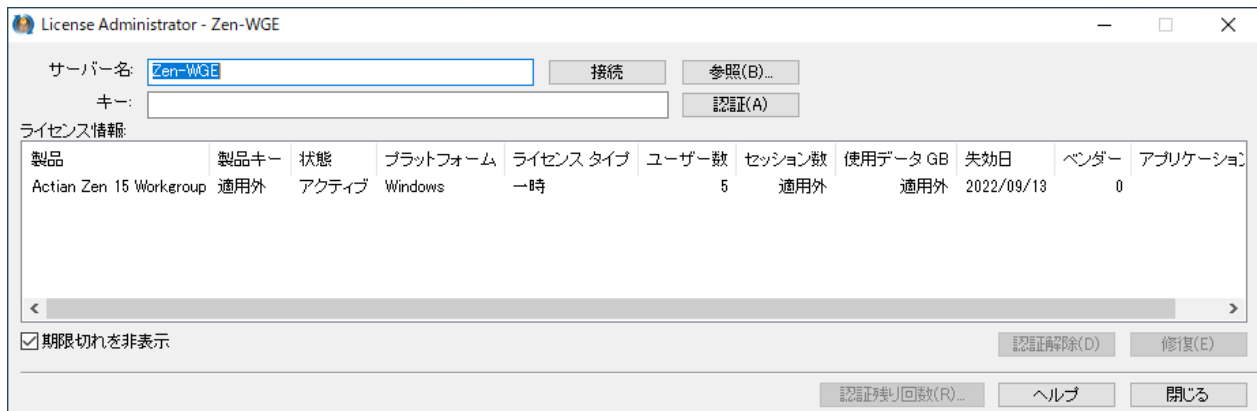 License Administrator - Zen-WGE
サーバー名: Zen-WGE 接続 参照(B)...
キー: 認証(A)
ライセンス情報:
製品 製品キー 状態 プラットフォーム ライセンス タイプ ユーザー数 セッション数 使用データ GB 失効日 ベンダー アプリケーション
Actian Zen 15 Workgroup 適用外 アクティブ Windows 一時 5 適用外 適用外 2022/09/13 0
期限切れを非表示 認証解除(D) 修復(E)
認証残り回数(R)... ヘルプ 閉じる